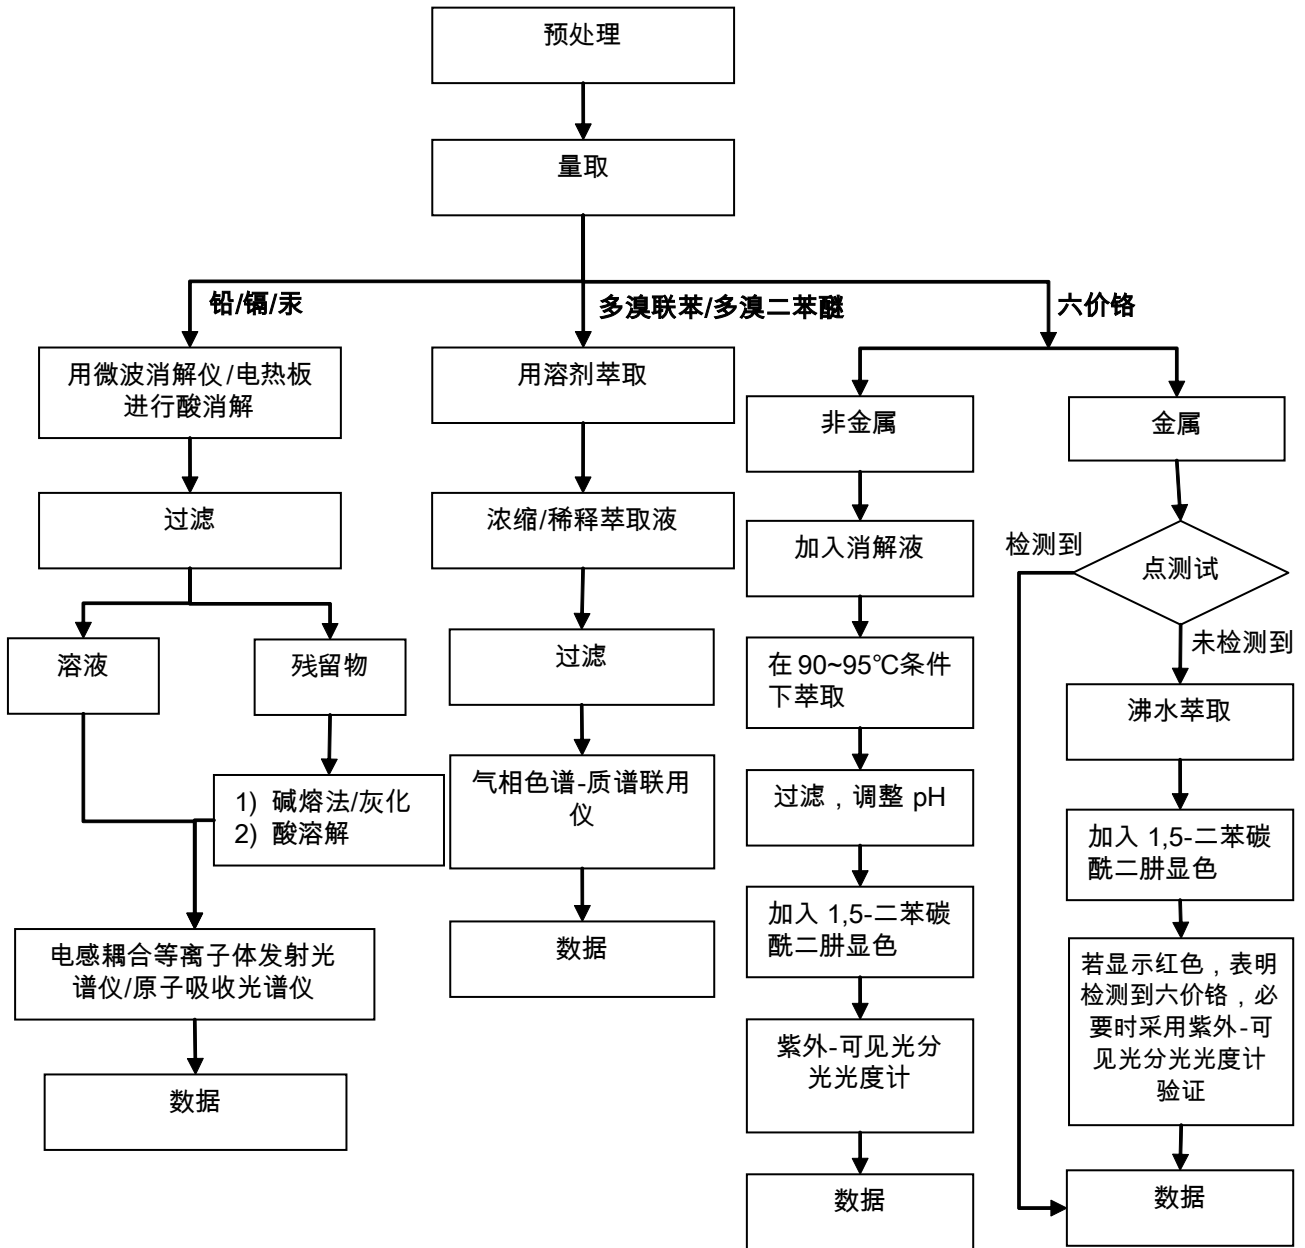 预处理
量取
铅/镉/汞
多溴联苯/多溴二苯醚
六价铬
用微波消解仪/电热板
进行酸消解
过滤
溶液
残留物
1) 碱熔法/灰化
2) 酸溶解
电感耦合等离子体发射光
谱仪/原子吸收光谱仪
数据
用溶剂萃取
浓缩/稀释萃取液
过滤
气相色谱-质谱联用
仪
数据
非金属
加入消解液
在 90~95℃条件
下萃取
过滤，调整 pH
加入 1,5-二苯碳
酰二肼显色
紫外-可见光分
光光度计
数据
金属
点测试
检测到
未检测到
沸水萃取
加入 1,5-二苯碳
酰二肼显色
若显示红色，表明
检测到六价铬，必
要时采用紫外-可
见光分光光度计
验证
数据